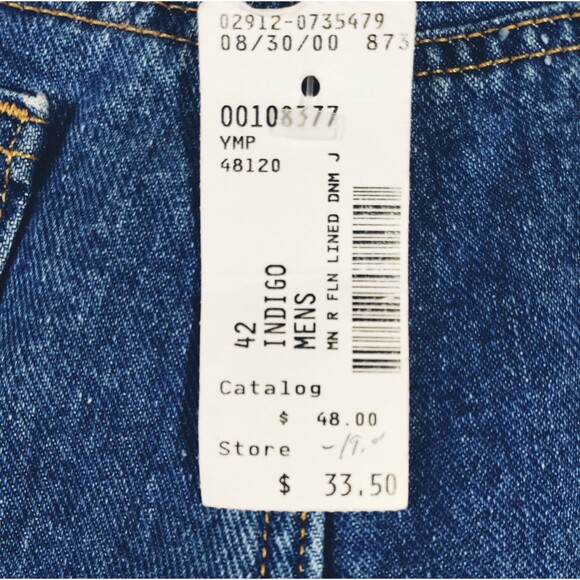 02912-0735479
08/30/00 873
00108377
YMP
48120
42
INDIGO
MENS
MN R FLN LINED DNM J
Catalog
$ 48.00
Store
$ 33.50